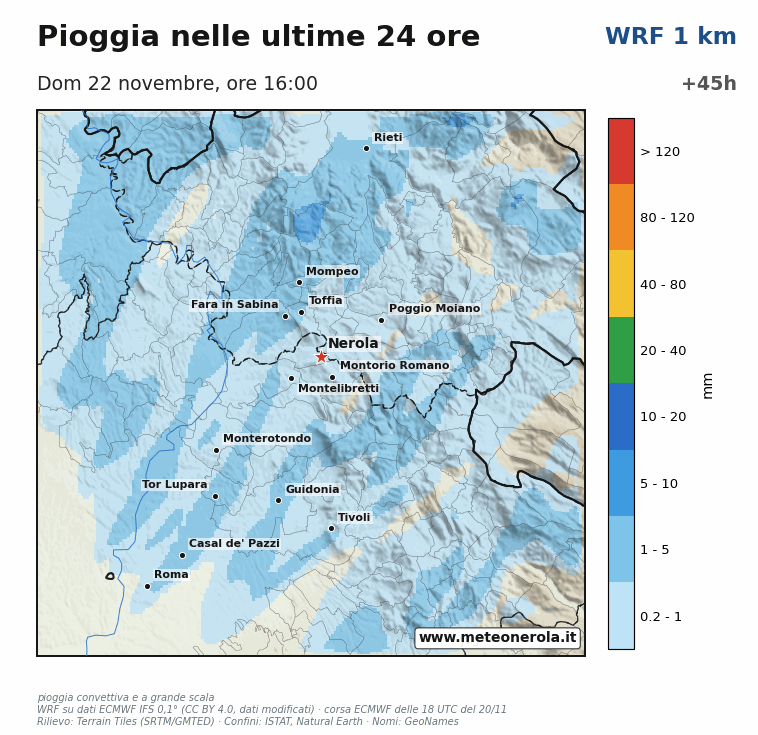 Pioggia nelle ultime 24 ore
WRF 1 km
Dom 22 novembre, ore 16:00
+45h
Rieti
Mompeo
Toffia
Fara in Sabina
Poggio Moiano
Nerola
Montorio Romano
Montelibretti
Monterotondo
Tor Lupara
Guidonia
Tivoli
Casal de' Pazzi
Roma
www.meteonerola.it
> 120
80 - 120
40 - 80
20 - 40
10 - 20
5 - 10
1 - 5
0.2 - 1
mm
pioggia convettiva e a grande scala
WRF su dati ECMWF IFS 0,1° (CC BY 4.0, dati modificati) · corsa ECMWF delle 18 UTC del 20/11
Rilievo: Terrain Tiles (SRTM/GMTED) · Confini: ISTAT, Natural Earth · Nomi: GeoNames